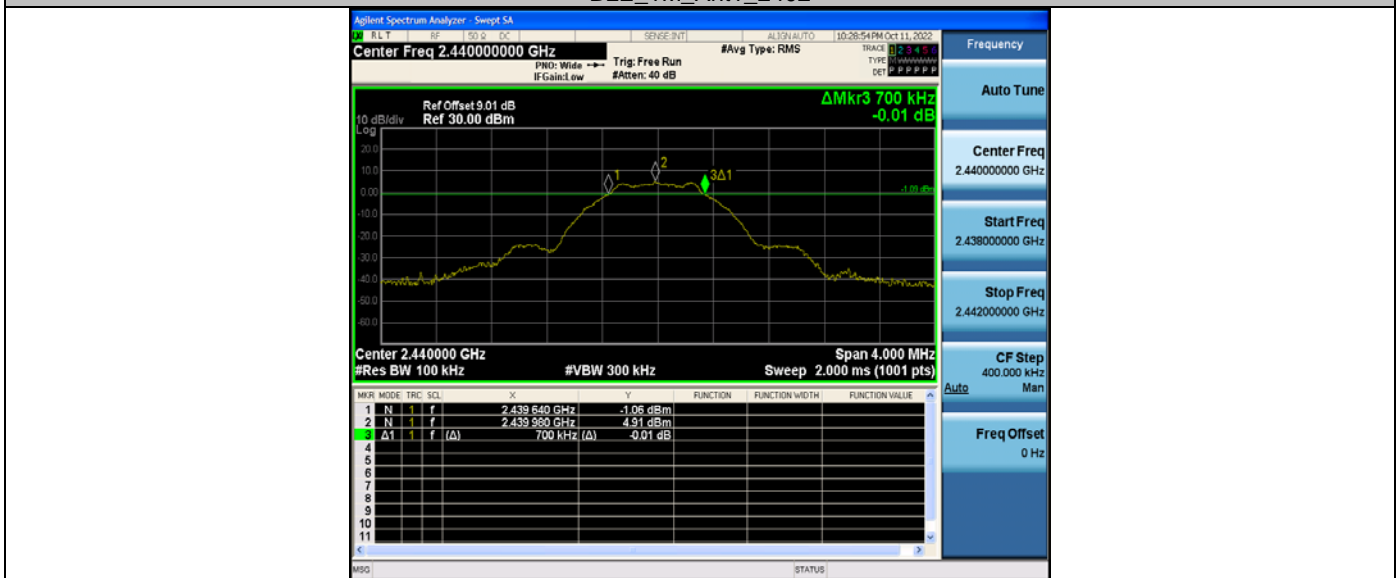 Agilent Spectrum Analyzer - Swept SA
RLT RF 50 Ω DC SENSE:INT ALIGN AUTO 10:28:54 PM Oct 11, 2022
Center Freq 2.440000000 GHz #Avg Type: RMS TRACE 1 2 3 4 5 6
PNO: Wide Trig: Free Run TYPE
IFGain:Low #Atten: 40 dB DET P P P P P P
Frequency
Auto Tune
Center Freq
2.440000000 GHz
Start Freq
2.438000000 GHz
Stop Freq
2.442000000 GHz
CF Step
400.000 kHz
Auto Man
Freq Offset
0 Hz
ΔMkr3 700 kHz
-0.01 dB
Ref Offset 9.01 dB
10 dB/div Ref 30.00 dBm
Log
20.0
10.0
0.00
-10.0
-20.0
-30.0
-40.0
-50.0
-60.0
1
2
3Δ1
-1.09 dBm
Center 2.440000 GHz Span 4.000 MHz
#Res BW 100 kHz #VBW 300 kHz Sweep 2.000 ms (1001 pts)
MKR MODE TRC SCL X Y FUNCTION FUNCTION WIDTH FUNCTION VALUE
1 N 1 f 2.439 640 GHz -1.06 dBm
2 N 1 f 2.439 980 GHz 4.91 dBm
3 Δ1 1 f (Δ) 700 kHz (Δ) -0.01 dB
4
5
6
7
8
9
10
11
MSG STATUS